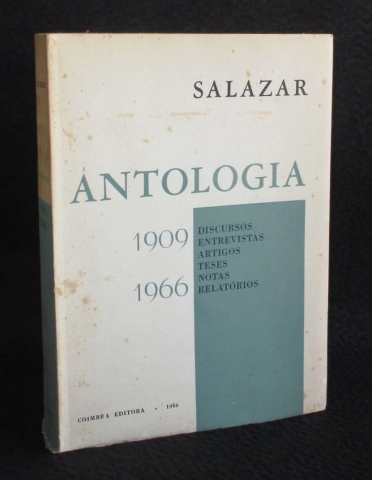 SALAZAR
ANTOLOGIA
1909
1966
DISCURSOS
ENTREVISTAS
ARTIGOS
TESES
NOTAS
RELATÓRIOS
COIMBRA EDITORA • 1966